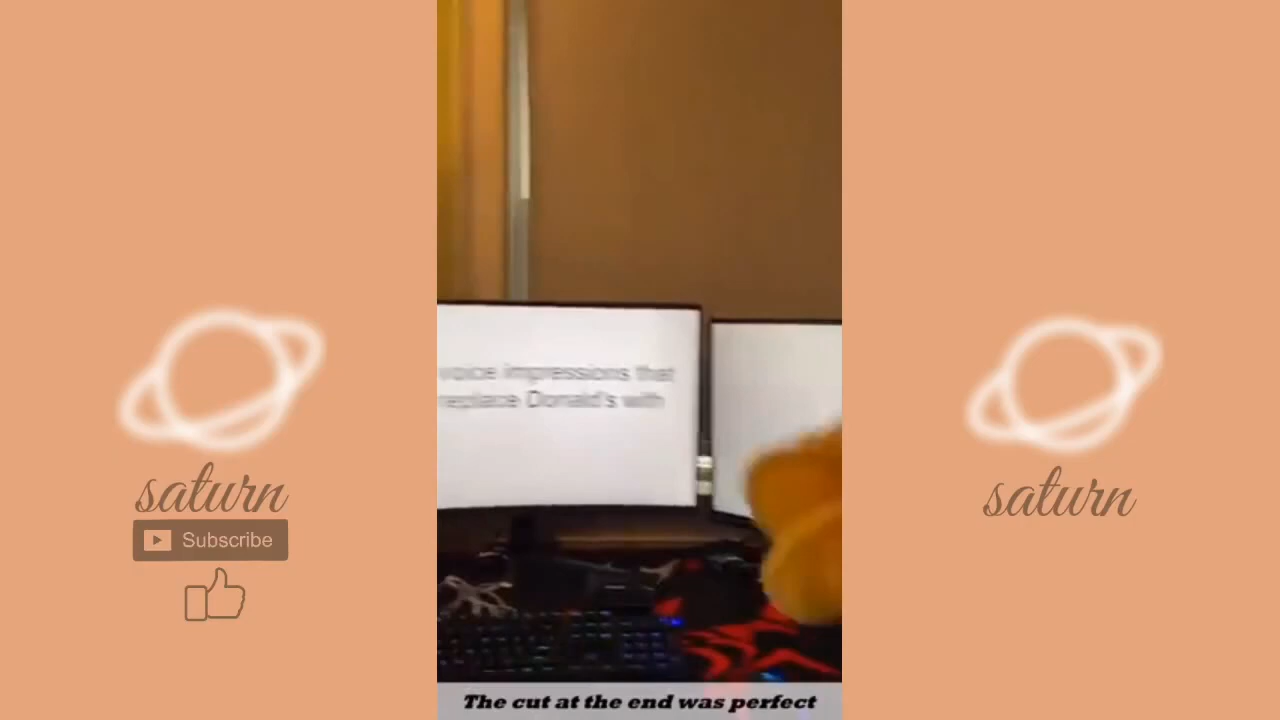 voice impressions that
replace Donald's with
saturn
Subscribe
saturn
The cut at the end was perfect